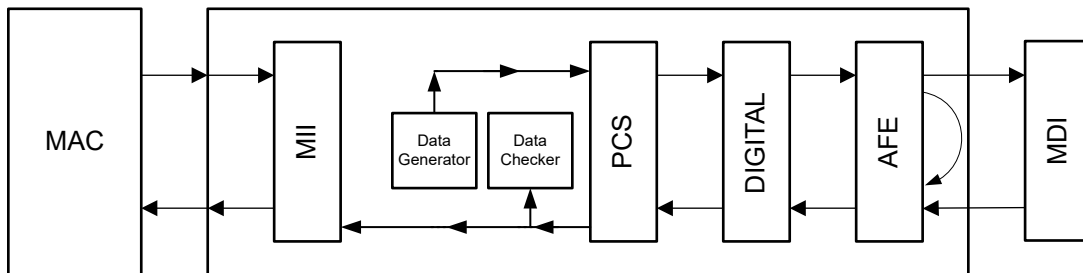 MAC
MII
Data
Generator
Data
Checker
PCS
DIGITAL
AFE
MDI